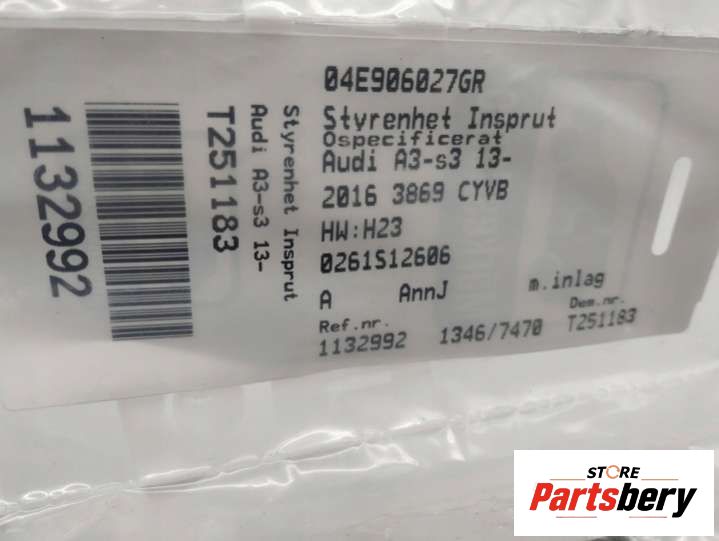 04E906027GR
Styrenhet Insprut
Ospecificerat
Audi A3-s3 13-
2016 3869 CYVB
HW:H23
0261S12606
A AnnJ m.inlag
Ref.nr. Dem.nr.
1132992 1346/7470 T251183
Styrenhet Insprut
Audi A3-s3 13-
T251183
1132992
STORE
Partsbery